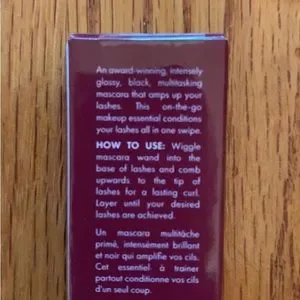 An award-winning, intensely
glossy, black, multitasking
mascara that amps up your
lashes. This on-the-go
makeup essential conditions
your lashes all in one swipe.
HOW TO USE: Wiggle
mascara wand into the
base of lashes and comb
upwards to the tip of
lashes for a lasting curl.
Layer until your desired
lashes are achieved.
Un mascara multitâche
primé, intensément brillant
et noir qui amplifie vos cils.
Cet essentiel à trainer
partout conditionne vos cils
d'un seul coup.